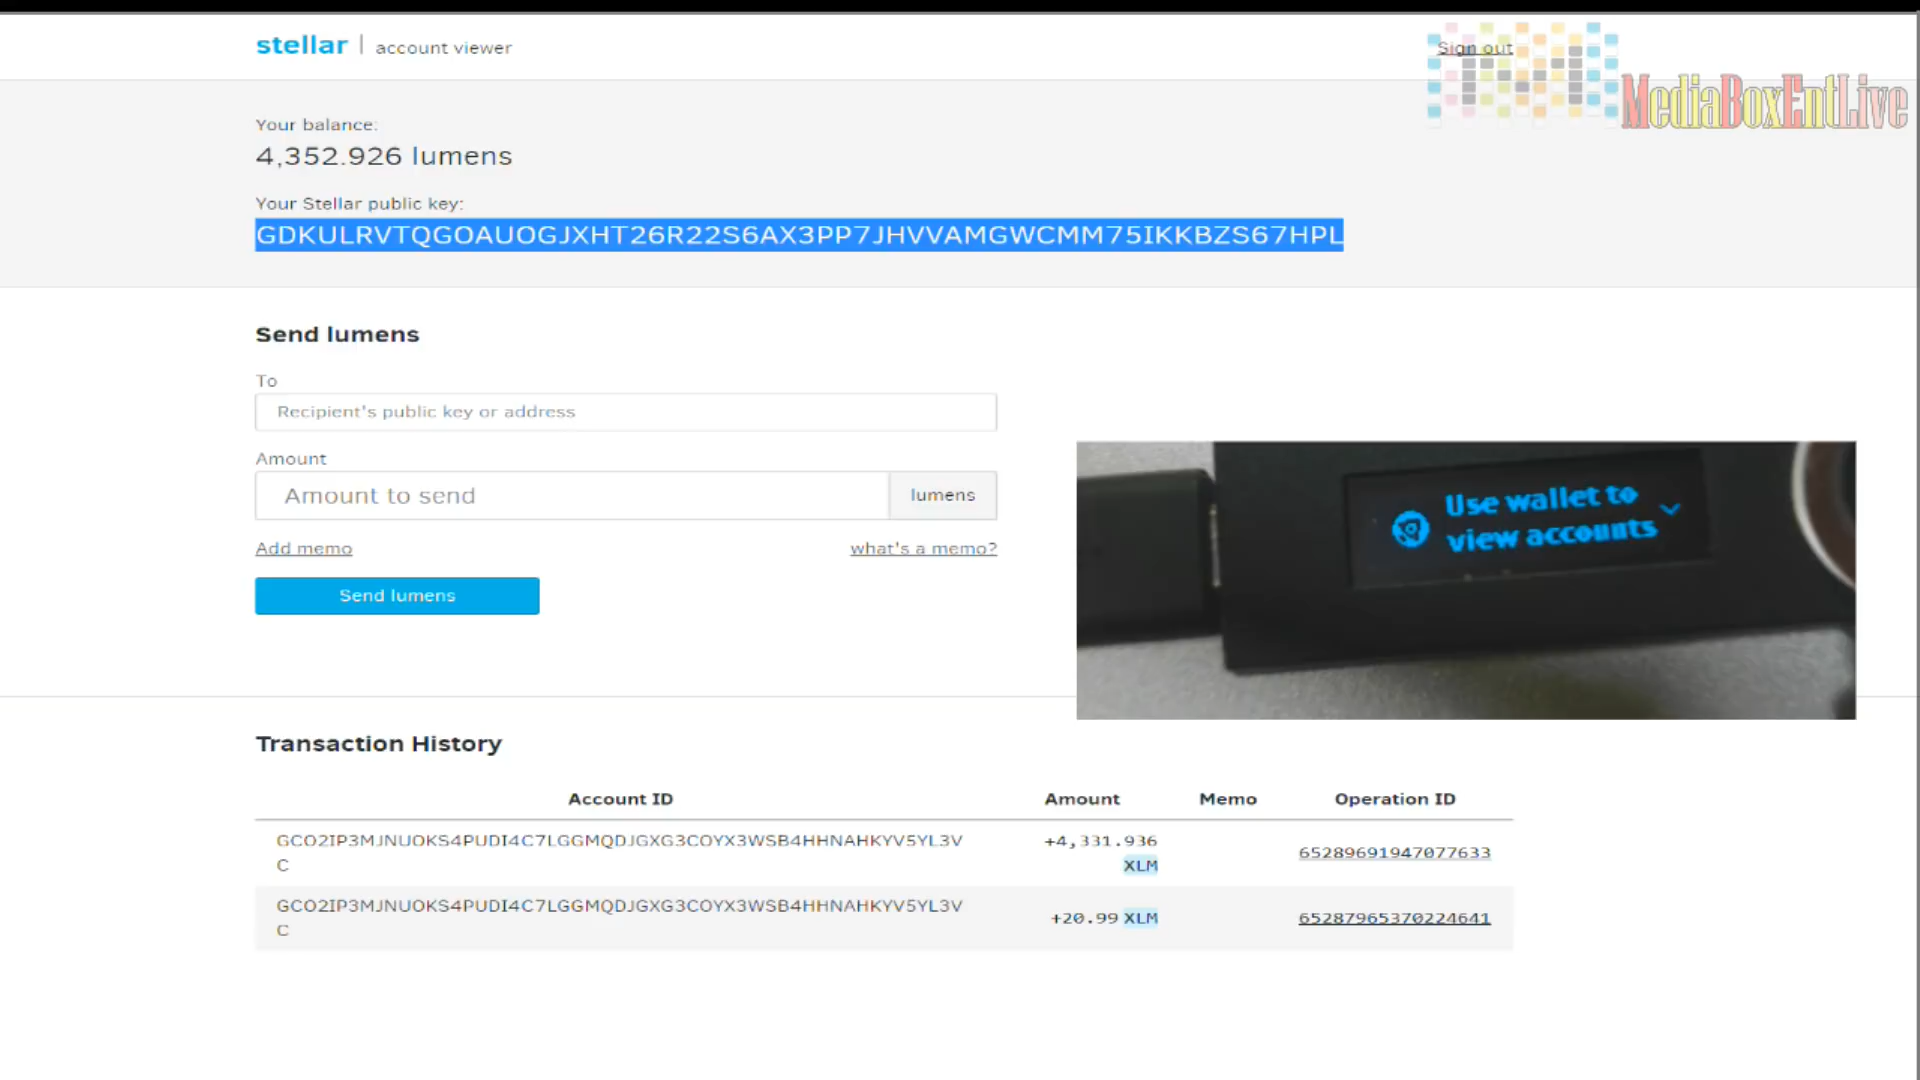 stellar | account viewer
Sign out
MediaBoxEntLive
Your balance:
4,352.926 lumens
Your Stellar public key:
GDKULRVTQGOAUOGJXHT26R22S6AX3PP7JHVVAMGWCMM75IKKBZS67HPL
Send lumens
To
Recipient's public key or address
Amount
Amount to send
lumens
Add memo
what's a memo?
Send lumens
Use wallet to
view accounts
Transaction History
Account ID Amount Memo Operation ID
GCO2IP3MJNUOKS4PUDI4C7LGGMQDJGXG3COYX3WSB4HHNAHKYV5YL3V
C
+4,331.936
XLM
65289691947077633
GCO2IP3MJNUOKS4PUDI4C7LGGMQDJGXG3COYX3WSB4HHNAHKYV5YL3V
C
+20.99 XLM
65287965370224641